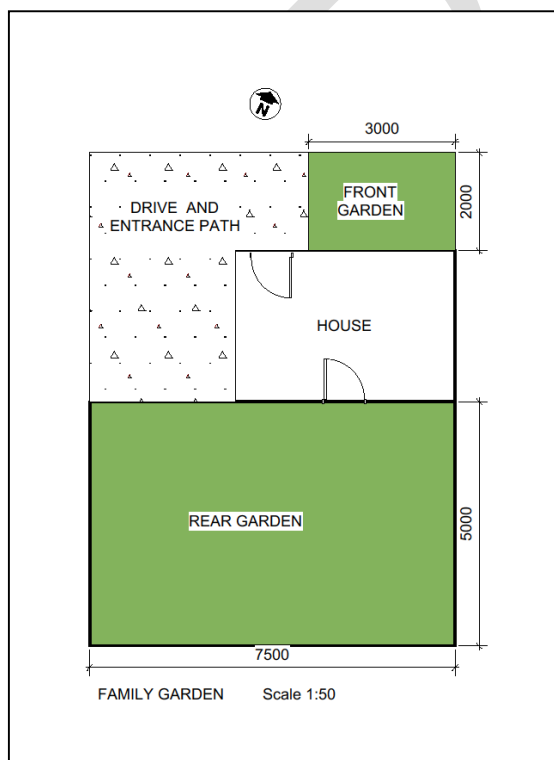 N
3000
FRONT
GARDEN
2000
DRIVE AND
ENTRANCE PATH
HOUSE
REAR GARDEN
5000
7500
FAMILY GARDEN Scale 1:50